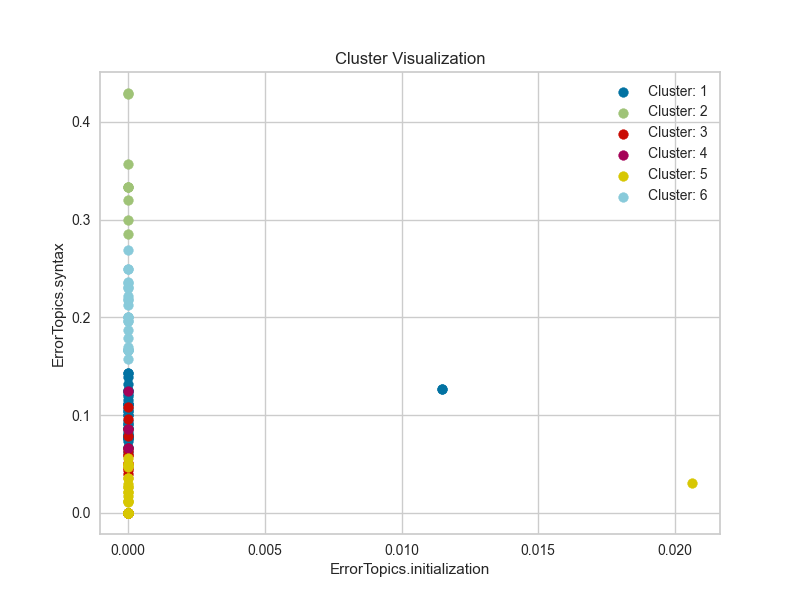 Cluster Visualization
Cluster: 1
Cluster: 2
Cluster: 3
Cluster: 4
Cluster: 5
Cluster: 6
ErrorTopics.syntax
0.4
0.3
0.2
0.1
0.0
0.000
0.005
0.010
0.015
0.020
ErrorTopics.initialization